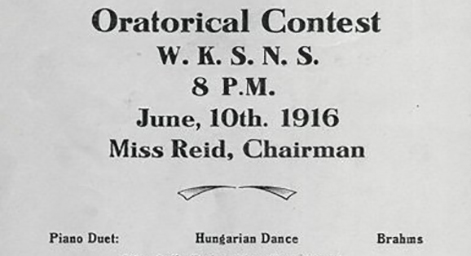 Oratorical Contest
W. K. S. N. S.
8 P.M.
June, 10th. 1916
Miss Reid, Chairman
Piano Duet: Hungarian Dance Brahms